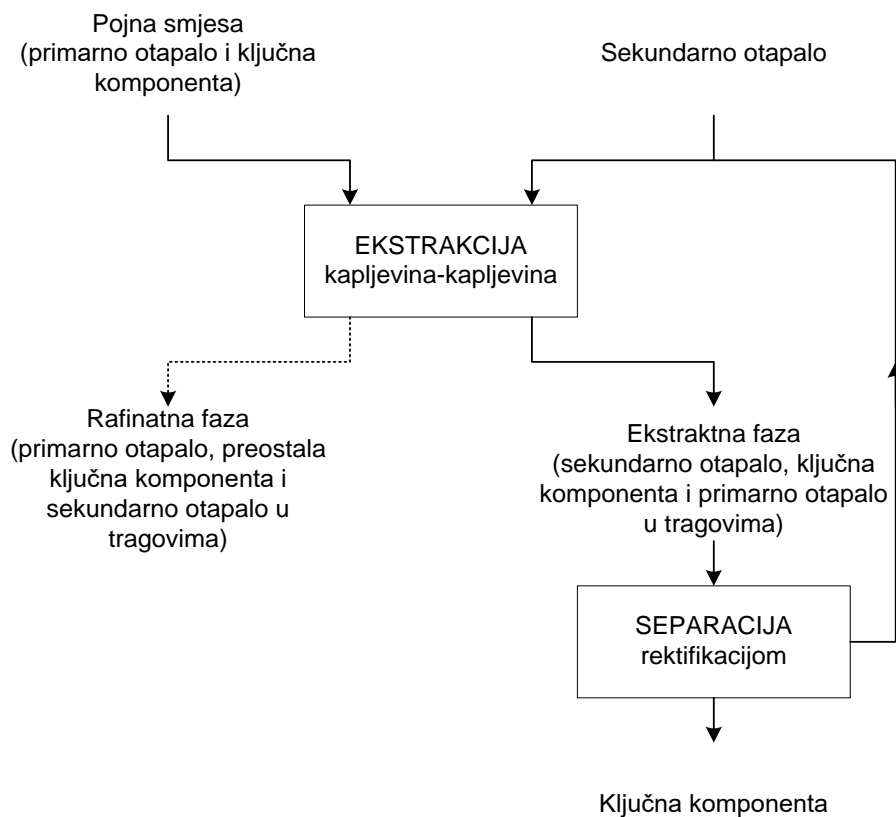 Pojna smjesa
(primarno otapalo i ključna
komponenta)
Sekundarno otapalo
EKSTRAKCIJA
kapljevina-kapljevina
Rafinatna faza
(primarno otapalo, preostala
ključna komponenta i
sekundarno otapalo u
tragovima)
Ekstraktna faza
(sekundarno otapalo, ključna
komponenta i primarno otapalo
u tragovima)
SEPARACIJA
rektifikacijom
Ključna komponenta